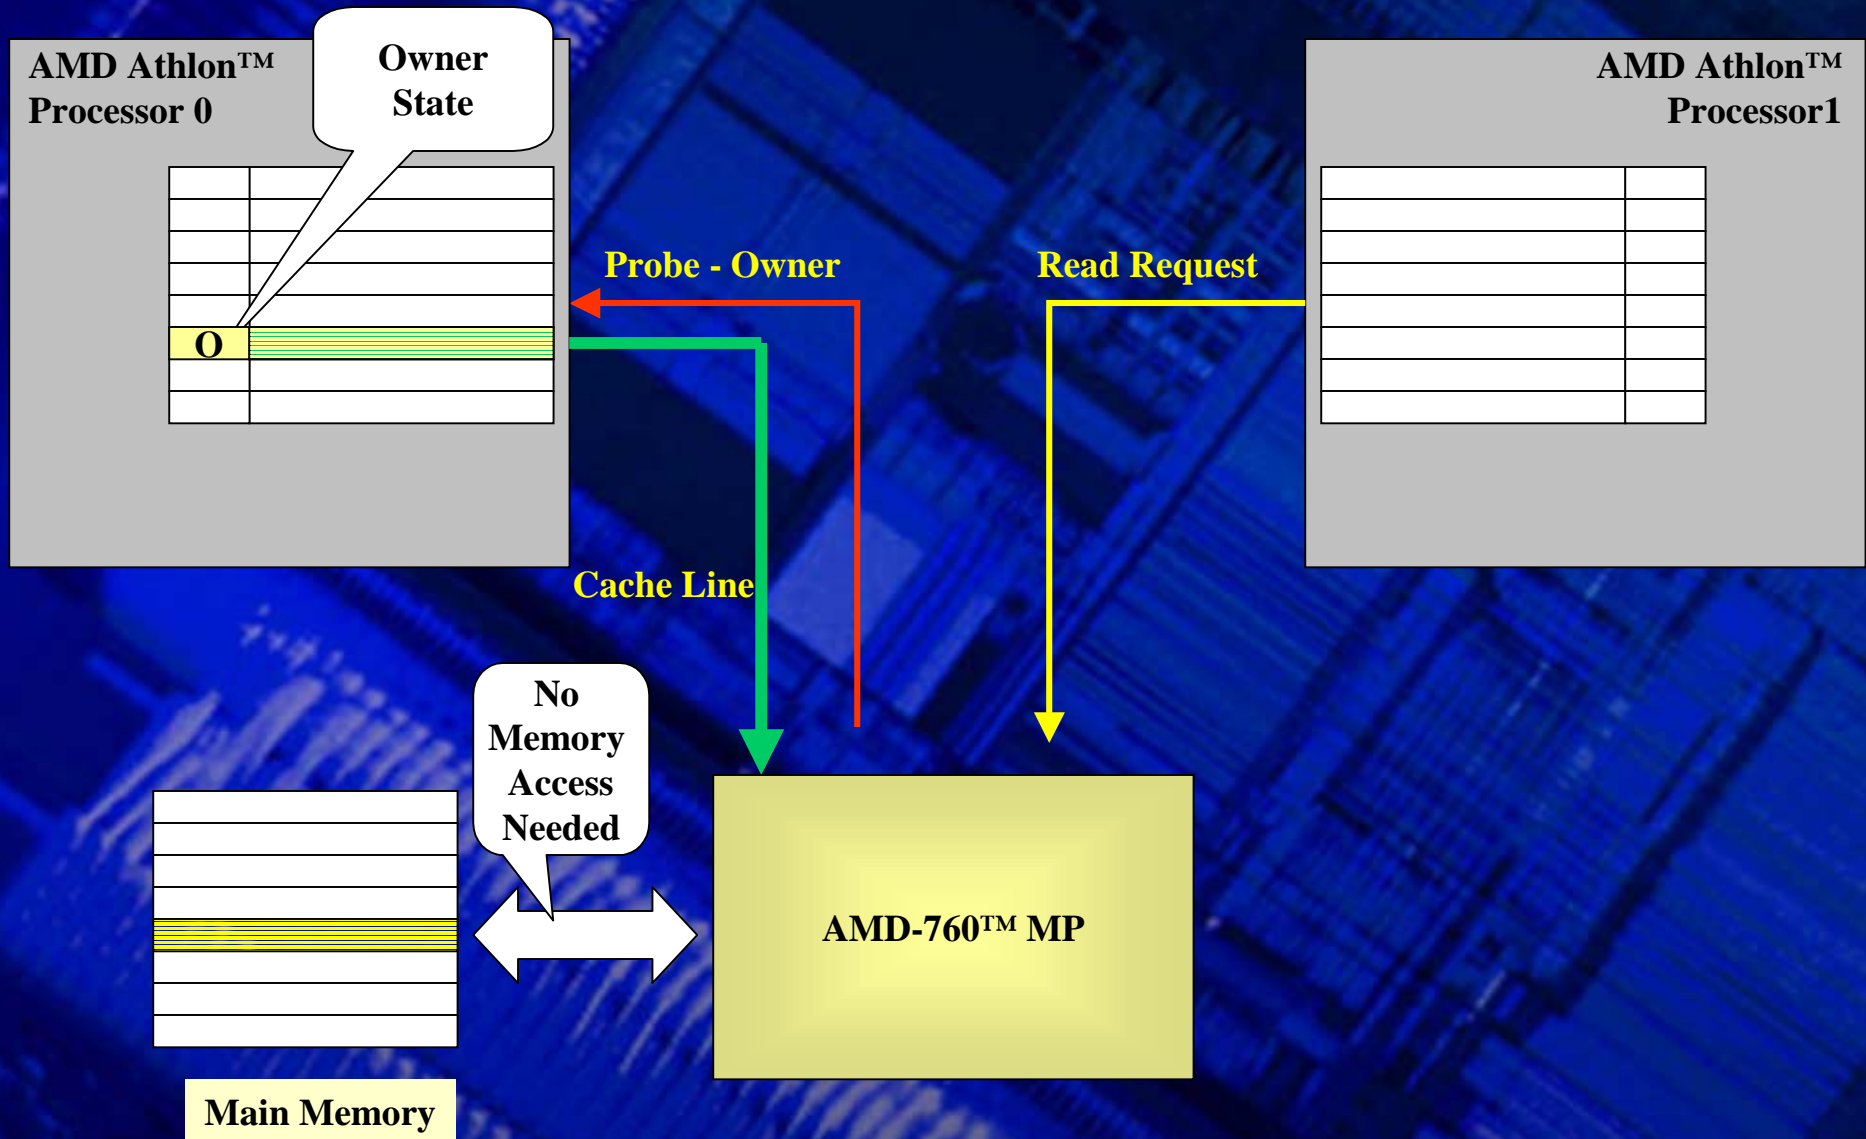 AMD Athlon™
Processor 0
Owner
State
AMD Athlon™
Processor1
Probe - Owner
Read Request
O
Cache Line
No
Memory
Access
Needed
AMD-760™ MP
Main Memory